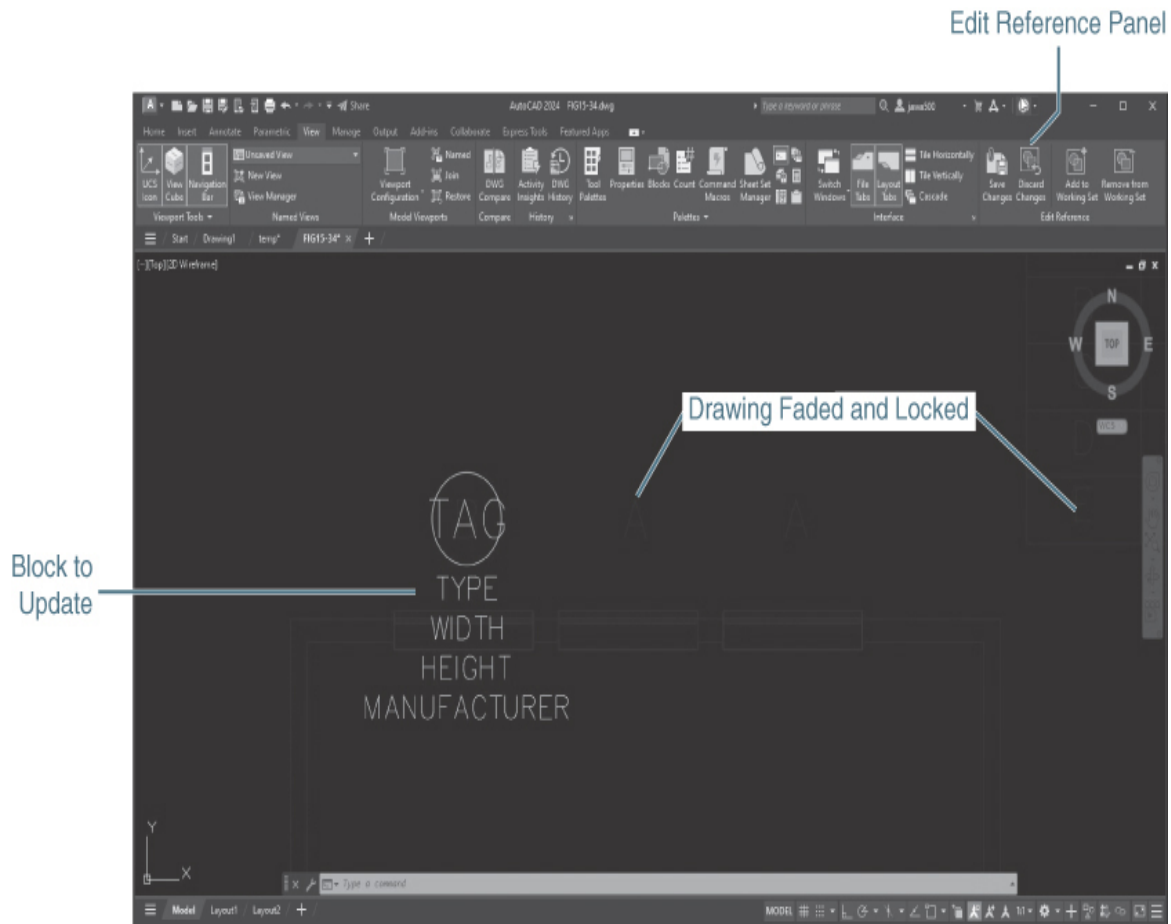 Edit Reference Panel
Share
AutoCAD 2024 FIG15-34.dwg
Type a keyword or phrase
Home Insert Annotate Parametric View Manage Output Add-ins Collaborate Express Tools Featured Apps
Unsaved View
New View
View Manager
UCS Icon
View Cube
Navigation Bar
Viewport Configuration
Named
Join
Restore
DWG Compare
Activity Insights
DWG History
Tool Palettes
Properties
Blocks
Count
Command Macros
Sheet Set Manager
Switch Windows
File Tabs
Layout Tabs
Tile Horizontally
Tile Vertically
Cascade
Save Changes
Discard Changes
Add to Working Set
Remove from Working Set
Viewport Tools Named Views Model Viewports Compare History Palettes Interface Edit Reference
Start Drawing1 temp* FIG15-34*
[-][Top][2D Wireframe]
N
W TOP E
S
WCS
Drawing Faded and Locked
D
TAG
A A
Block to
Update
TYPE
WIDTH
HEIGHT
MANUFACTURER
Y
X
Type a command
Model Layout1 Layout2
MODEL
1:1